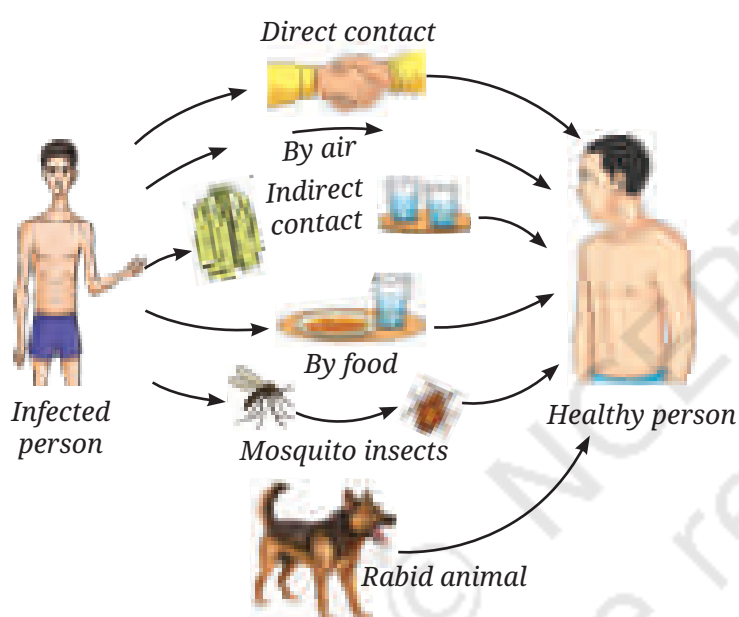 Direct contact
By air
Indirect
contact
By food
Infected
person
Healthy person
Mosquito insects
Rabid animal